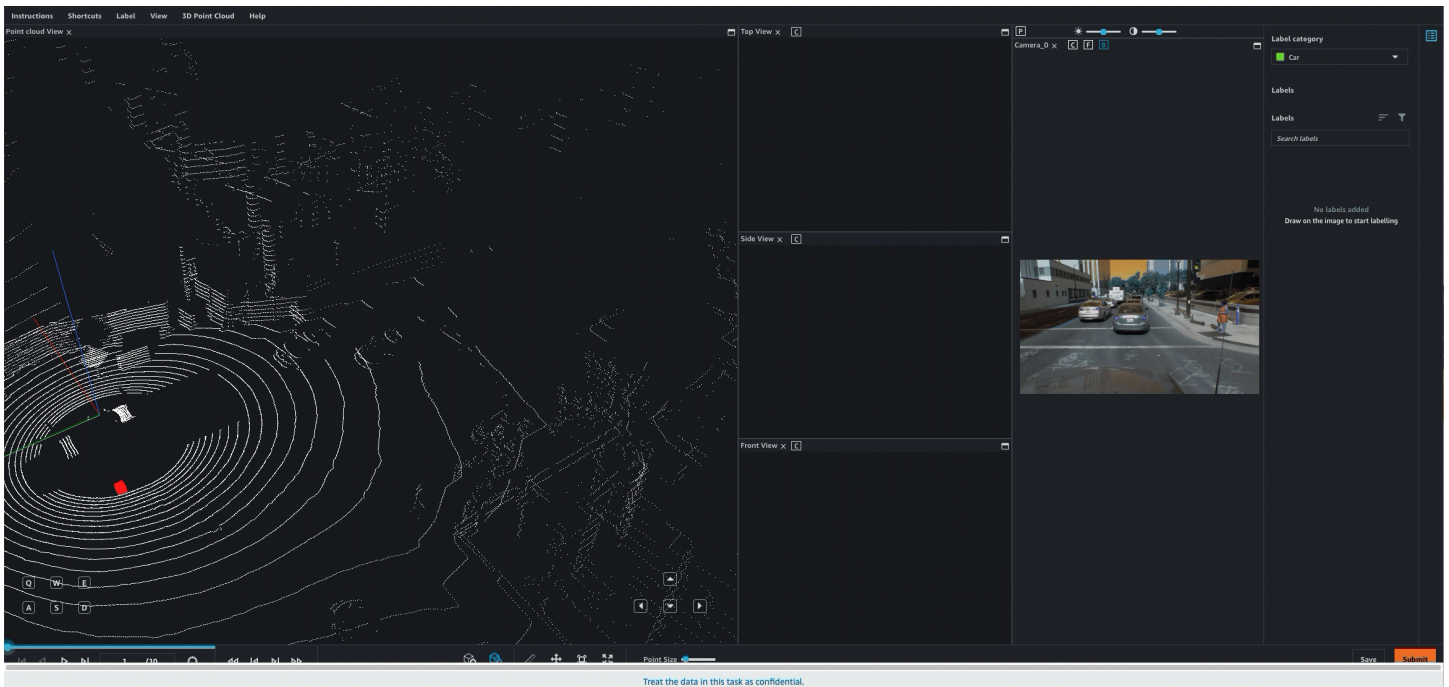 Instructions Shortcuts Label View 3D Point Cloud Help
Point cloud View x
Top View x C
P
Camera_0 x C F B
Label category
Car
Labels
Labels
Search labels
No labels added
Draw on the image to start labelling
Side View x C
Front View x C
Q W E
A S D
1 /10
Point Size
Save Submit
Treat the data in this task as confidential.